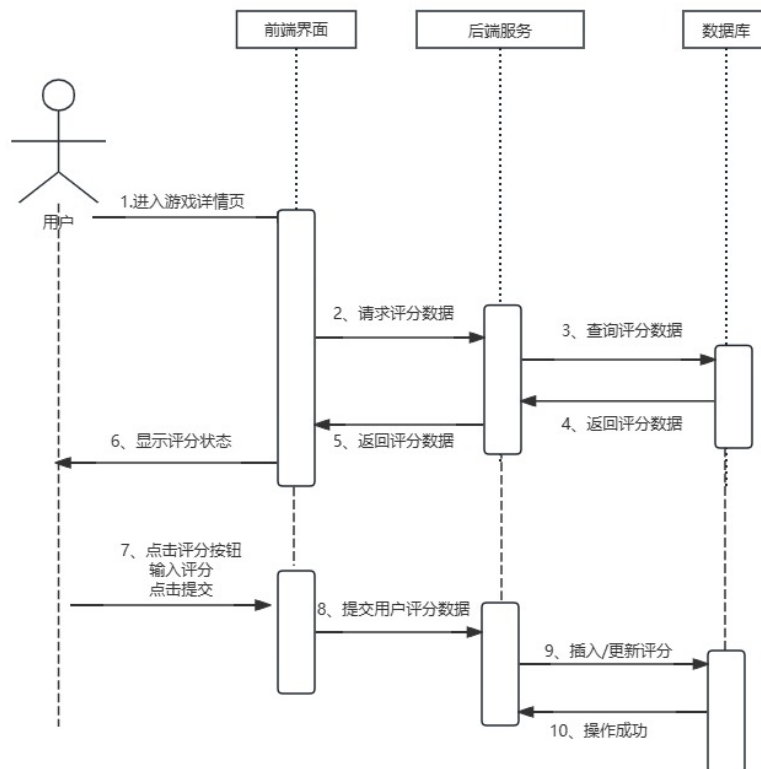 前端界面
后端服务
数据库
用户
1.进入游戏详情页
2、请求评分数据
3、查询评分数据
4、返回评分数据
5、返回评分数据
6、显示评分状态
7、点击评分按钮
输入评分
点击提交
8、提交用户评分数据
9、插入/更新评分
10、操作成功